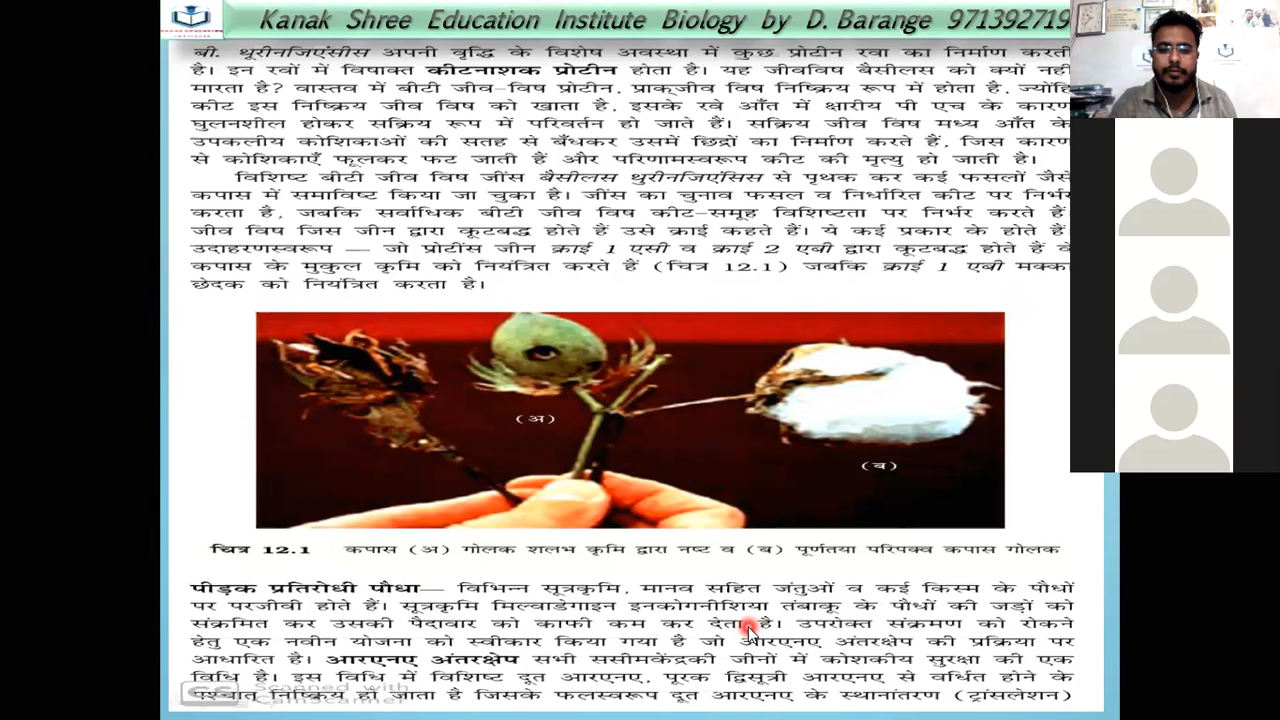 Kanak Shree Education Institute Biology by D. Barange 971392719
बी. थूरीनजिएंसीस अपनी वृद्धि के विशेष अवस्था में कुछ प्रोटीन रवा का निर्माण करती
है। इन रवों में विषाक्त कीटनाशक प्रोटीन होता है। यह जीवविष बैसीलस को क्यों नहीं
मारता है? वास्तव में बीटी जीव-विष प्रोटीन, प्राक्जीव विष निष्क्रिय रूप में होता है, ज्योंहि
कीट इस निष्क्रिय जीव विष को खाता है, इसके रवे आँत में क्षारीय पी एच के कारण
घुलनशील होकर सक्रिय रूप में परिवर्तन हो जाते हैं। सक्रिय जीव विष मध्य आँत के
उपकलीय कोशिकाओं की सतह से बँधकर उसमें छिद्रों का निर्माण करते हैं, जिस कारण
से कोशिकाएँ फूलकर फट जाती हैं और परिणामस्वरूप कीट की मृत्यु हो जाती है।
विशिष्ट बीटी जीव विष जींस बैसीलस थुरीनजिएंसिस से पृथक कर कई फसलों जैसे
कपास में समाविष्ट किया जा चुका है। जींस का चुनाव फसल व निर्धारित कीट पर निर्भर
करता है, जबकि सर्वाधिक बीटी जीव विष कीट-समूह विशिष्टता पर निर्भर करते हैं
जीव विष जिस जीन द्वारा कूटबद्ध होते हैं उसे क्राई कहते हैं। ये कई प्रकार के होते हैं
उदाहरणस्वरूप — जो प्रोटींस जीन क्राई 1 एसी व क्राई 2 एबी द्वारा कूटबद्ध होते हैं वे
कपास के मुकुल कृमि को नियंत्रित करते हैं (चित्र 12.1) जबकि क्राई 1 एबी मक्का
छेदक को नियंत्रित करता है।
(अ)
(ब)
चित्र 12.1 कपास (अ) गोलक शलभ कृमि द्वारा नष्ट व (ब) पूर्णतया परिपक्व कपास गोलक
पीड़क प्रतिरोधी पौधा— विभिन्न सूत्रकृमि, मानव सहित जंतुओं व कई किस्म के पौधों
पर परजीवी होते हैं। सूत्रकृमि मिल्वाडेगाइन इनकोगनीशिया तंबाकू के पौधों की जड़ों को
संक्रमित कर उसकी पैदावार को काफी कम कर देता है। उपरोक्त संक्रमण को रोकने
हेतु एक नवीन योजना को स्वीकार किया गया है जो आरएनए अंतरक्षेप की प्रक्रिया पर
आधारित है। आरएनए अंतरक्षेप सभी ससीमकेंद्रकी जीनों में कोशकीय सुरक्षा की एक
विधि है। इस विधि में विशिष्ट दूत आरएनए, पूरक द्विसूत्री आरएनए से वर्धित होने के
पश्चात निष्क्रिय हो जाता है जिसके फलस्वरूप दूत आरएनए के स्थानांतरण (ट्रांसलेशन)
CS Scanned with
CamScanner